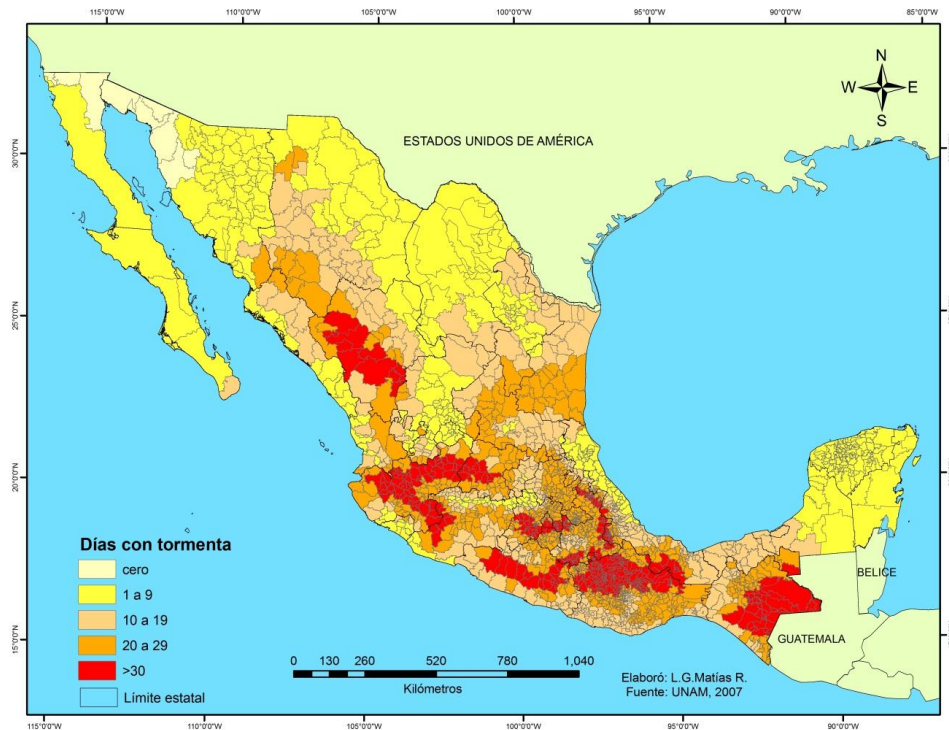 115°0'0"W 110°0'0"W 105°0'0"W 100°0'0"W 95°0'0"W 90°0'0"W 85°0'0"W
N
W E
S
ESTADOS UNIDOS DE AMÉRICA
30°0'0"N
25°0'0"N
20°0'0"N
15°0'0"N
BELICE
GUATEMALA
Días con tormenta
cero
1 a 9
10 a 19
20 a 29
>30
Límite estatal
0 130 260 520 780 1,040
Kilómetros
Elaboró: L.G.Matías R.
Fuente: UNAM, 2007
115°0'0"W 110°0'0"W 105°0'0"W 100°0'0"W 95°0'0"W 90°0'0"W